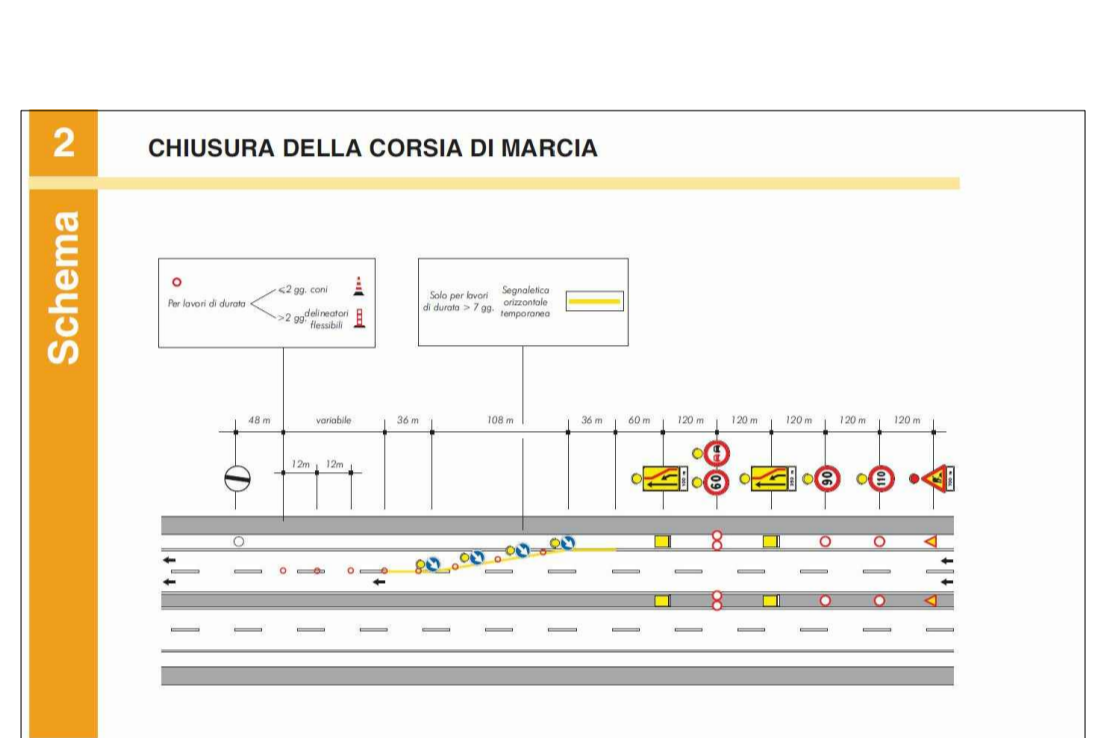 2
CHIUSURA DELLA CORSIA DI MARCIA
Schema
Per lavori di durata
⩽2 gg. coni
>2 gg. delineatori
flessibili
Solo per lavori
di durata > 7 gg.
Segnaletica
orizzontale
temporanea
48 m
variabile
36 m
108 m
36 m
60 m
120 m
120 m
120 m
120 m
120 m
12m
12m
60
90
110